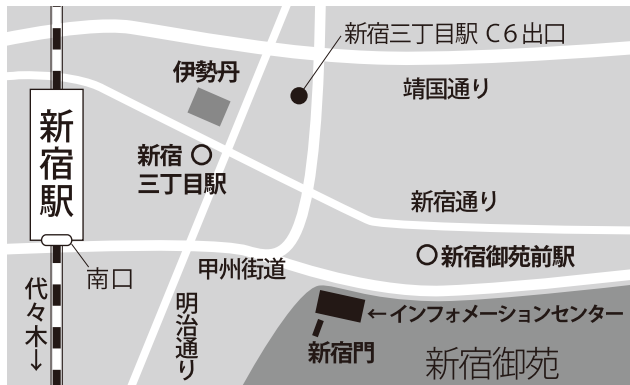 新宿三丁目駅 C6出口
伊勢丹
靖国通り
新宿駅
新宿
三丁目駅
新宿通り
新宿御苑前駅
甲州街道
南口
代々木→
明治通り
←インフォメーションセンター
新宿門
新宿御苑